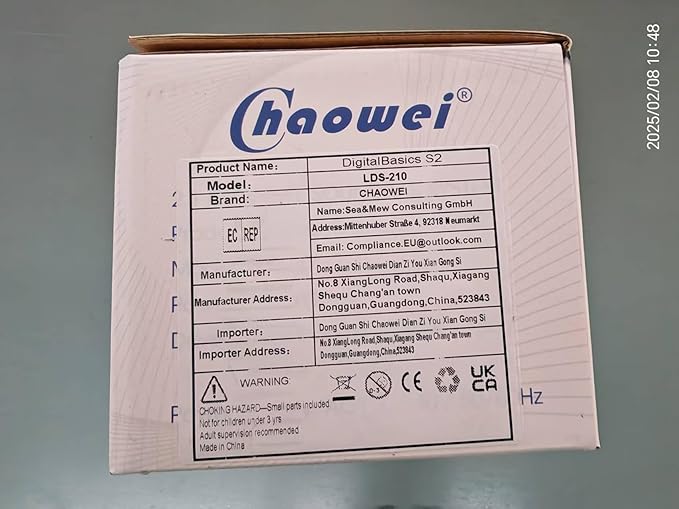 2025/02/08 10:48
Chaowei®
Product Name: DigitalBasics S2
Model: LDS-210
Brand: CHAOWEI
EC REP
Name:Sea&Mew Consulting GmbH
Address:Mittenhuber Straße 4, 92318 Neumarkt
Email: Compliance.EU@outlook.com
Manufacturer: Dong Guan Shi Chaowei Dian Zi You Xian Gong Si
Manufacturer Address: No.8 XiangLong Road,Shaqu,Xiagang
Shequ Chang'an town
Dongguan,Guangdong,China,523843
Importer: Dong Guan Shi Chaowei Dian Zi You Xian Gong Si
Importer Address: No.8 XiangLong Road,Shaqu,Xiagang Shequ Chang'an town
Dongguan,Guangdong,China,523843
WARNING:
CHOKING HAZARD—Small parts included
Not for children under 3 yrs
Adult supervision recommended
Made in China
0-3
CE
UK
CA
Hz